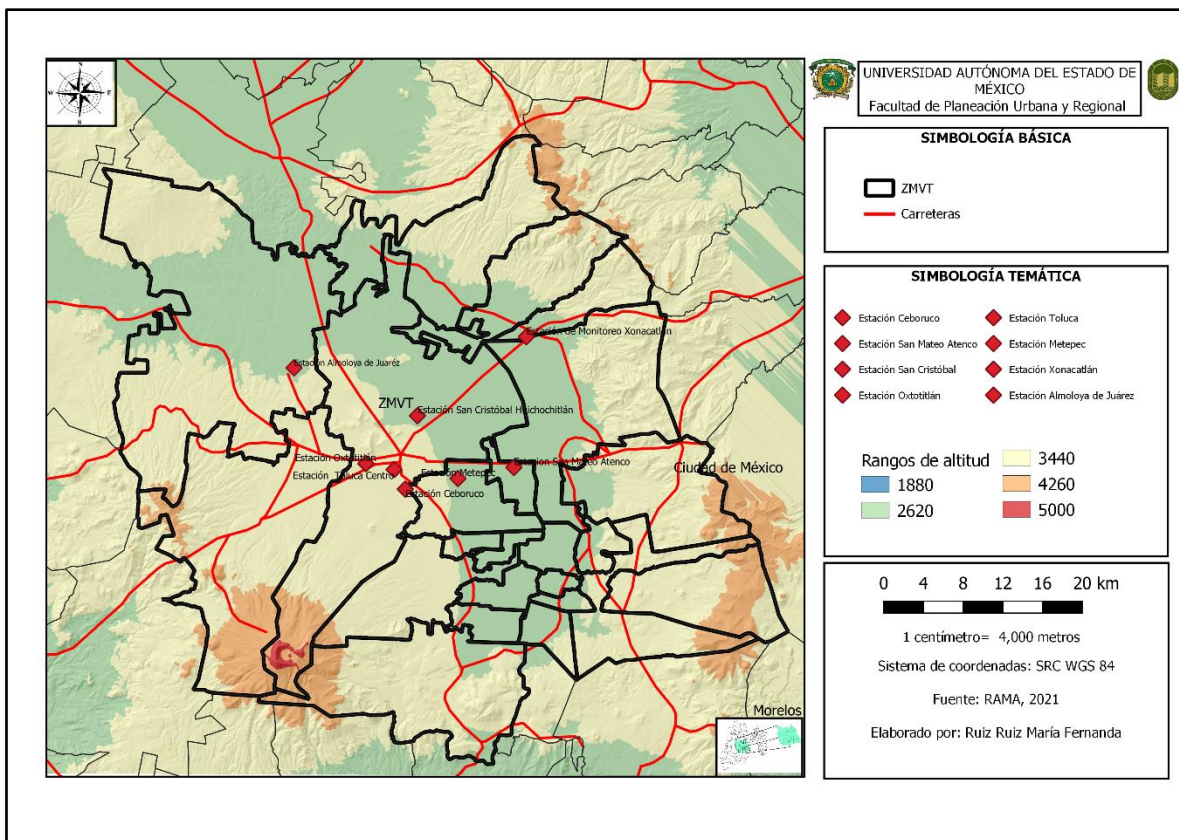 N
W
E
S
Estación de Monitoreo Xonacatlán
Estación Almoloya de Juaréz
ZMVT
Estación San Cristóbal Huichochitlán
Estación Oxtotitlán
Estación San Mateo Atenco
Estación Toluca Centro
Estación Metepec
Ciudad de México
Estación Ceboruco
Morelos
UNIVERSIDAD AUTÓNOMA DEL ESTADO DE
MÉXICO
Facultad de Planeación Urbana y Regional
SIMBOLOGÍA BÁSICA
ZMVT
Carreteras
SIMBOLOGÍA TEMÁTICA
Estación Ceboruco
Estación Toluca
Estación San Mateo Atenco
Estación Metepec
Estación San Cristóbal
Estación Xonacatlán
Estación Oxtotitlán
Estación Almoloya de Juárez
Rangos de altitud
3440
1880
4260
2620
5000
0 4 8 12 16 20 km
1 centímetro= 4,000 metros
Sistema de coordenadas: SRC WGS 84
Fuente: RAMA, 2021
Elaborado por: Ruiz Ruiz María Fernanda